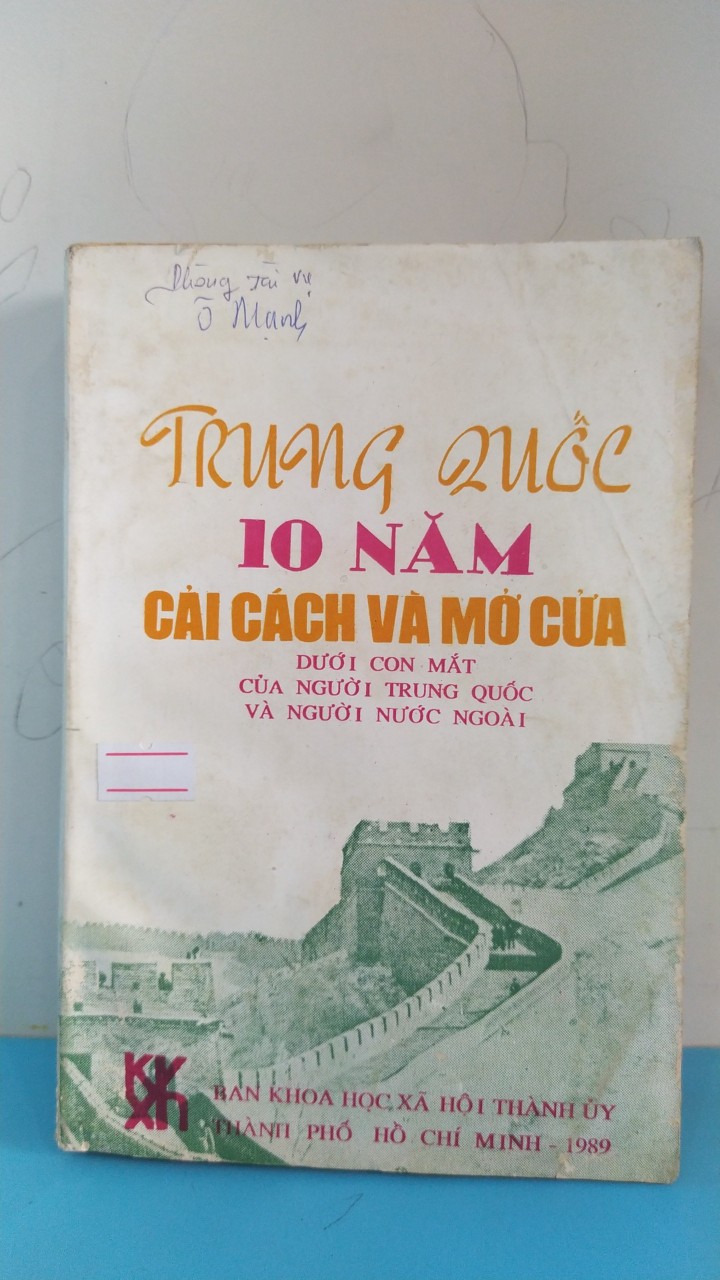 Phòng Tài vụ
Ô Mạnh
TRUNG QUỐC
10 NĂM
CẢI CÁCH VÀ MỞ CỬA
DƯỚI CON MẮT
CỦA NGƯỜI TRUNG QUỐC
VÀ NGƯỜI NƯỚC NGOÀI
BAN KHOA HỌC XÃ HỘI THÀNH ỦY
THÀNH PHỐ HỒ CHÍ MINH - 1989